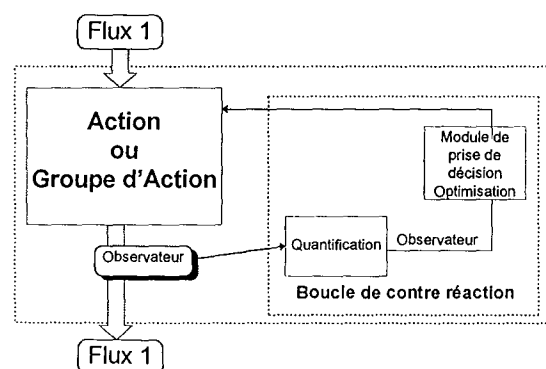 Flux 1
Action
ou
Groupe d'Action
Module de
prise de
décision
Optimisation
Observateur
Quantification
Observateur
Boucle de contre réaction
Flux 1